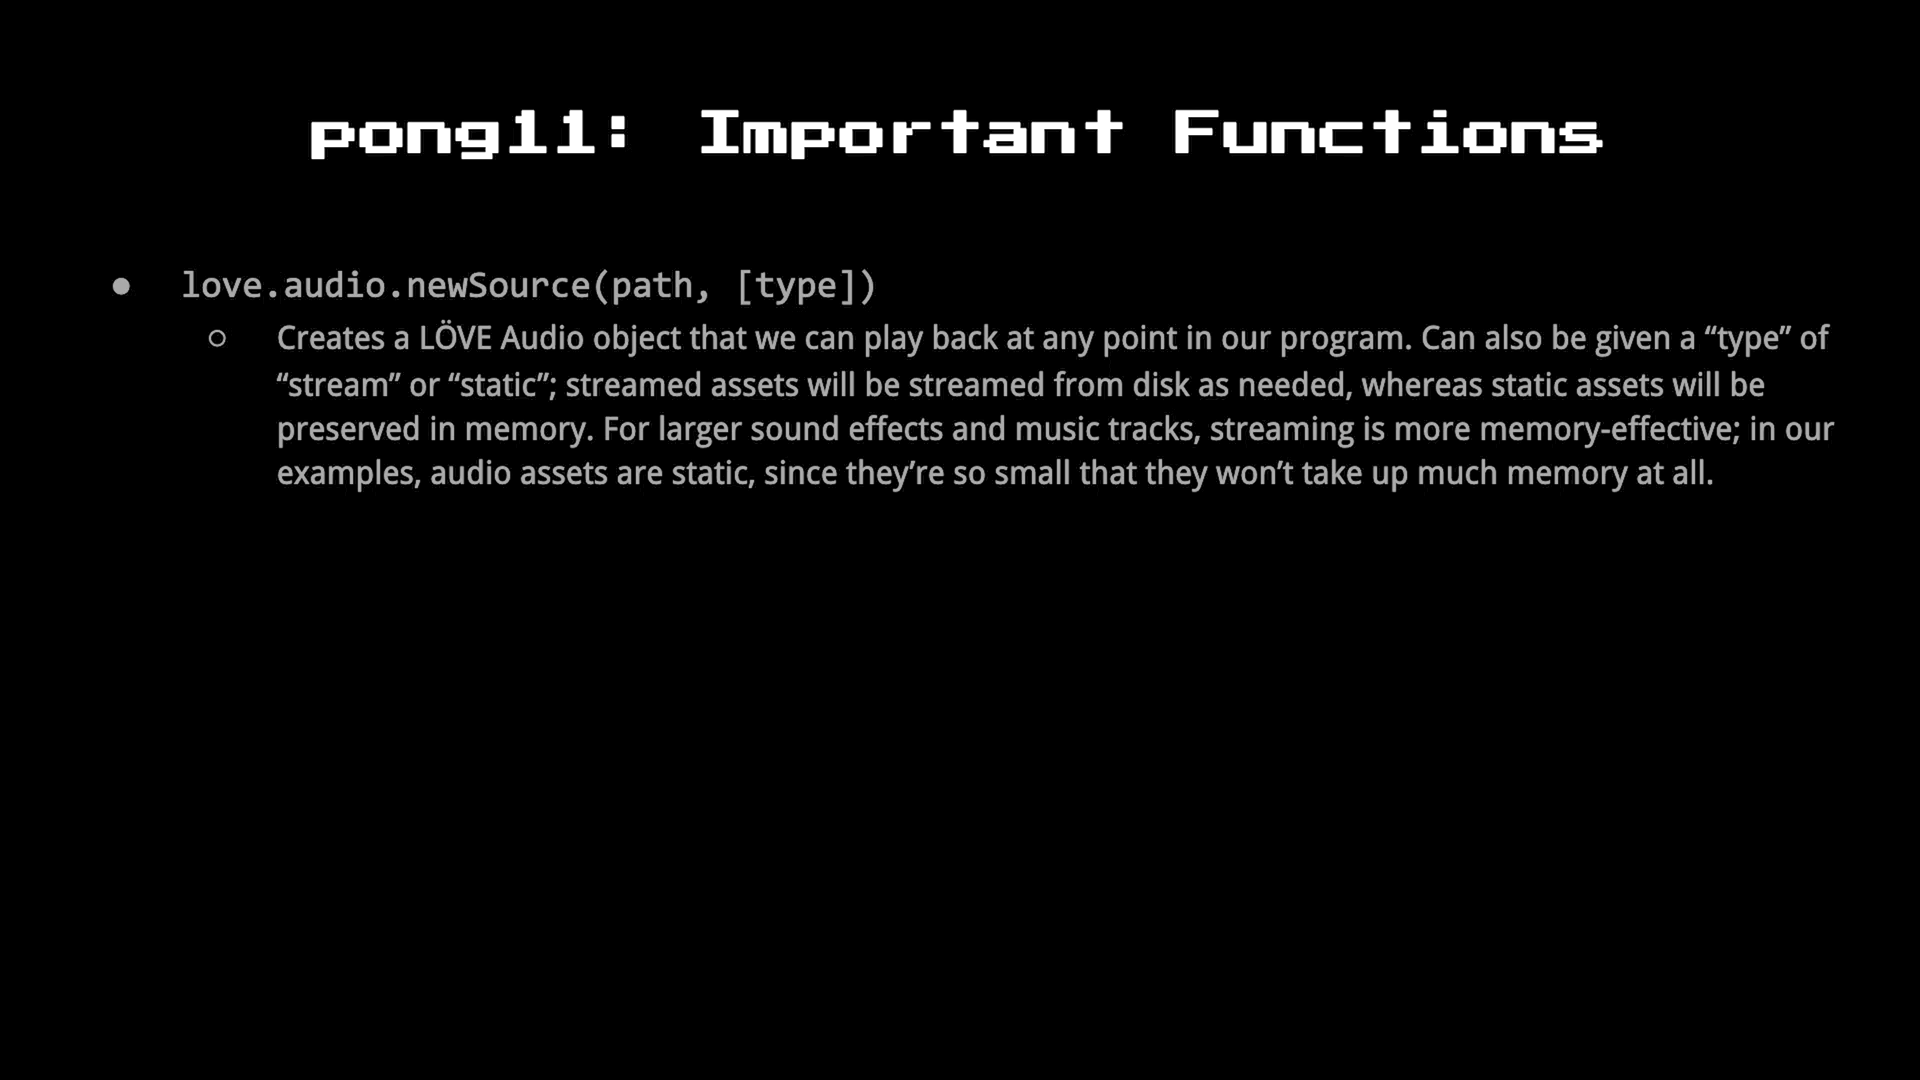 pong11: Important Functions
● love.audio.newSource(path, [type])
○ Creates a LÖVE Audio object that we can play back at any point in our program. Can also be given a “type” of
“stream” or “static”; streamed assets will be streamed from disk as needed, whereas static assets will be
preserved in memory. For larger sound effects and music tracks, streaming is more memory-effective; in our
examples, audio assets are static, since they’re so small that they won’t take up much memory at all.